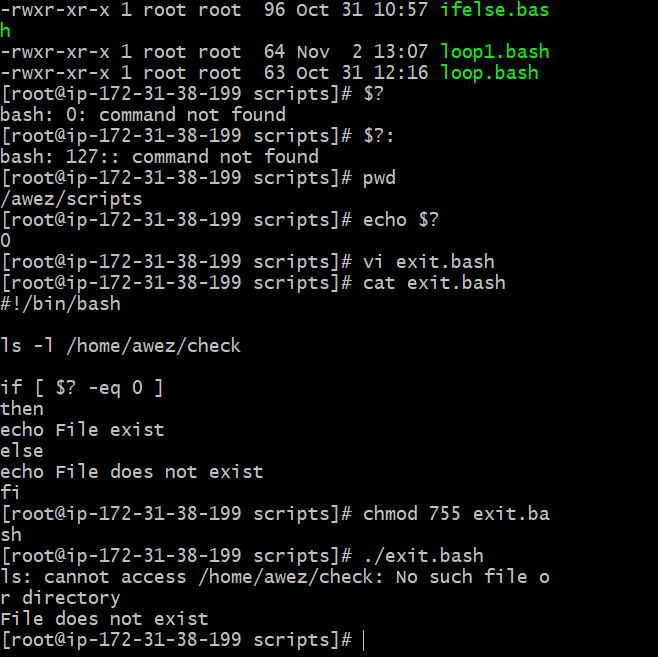 -rwxr-xr-x 1 root root  96 Oct 31 10:57 ifelse.bas
h
-rwxr-xr-x 1 root root  64 Nov  2 13:07 loop1.bash
-rwxr-xr-x 1 root root  63 Oct 31 12:16 loop.bash
[root@ip-172-31-38-199 scripts]# $?
bash: 0: command not found
[root@ip-172-31-38-199 scripts]# $?:
bash: 127:: command not found
[root@ip-172-31-38-199 scripts]# pwd
/awez/scripts
[root@ip-172-31-38-199 scripts]# echo $?
0
[root@ip-172-31-38-199 scripts]# vi exit.bash
[root@ip-172-31-38-199 scripts]# cat exit.bash
#!/bin/bash

ls -l /home/awez/check

if [ $? -eq 0 ]
then
echo File exist
else
echo File does not exist
fi
[root@ip-172-31-38-199 scripts]# chmod 755 exit.ba
sh
[root@ip-172-31-38-199 scripts]# ./exit.bash
ls: cannot access /home/awez/check: No such file o
r directory
File does not exist
[root@ip-172-31-38-199 scripts]#